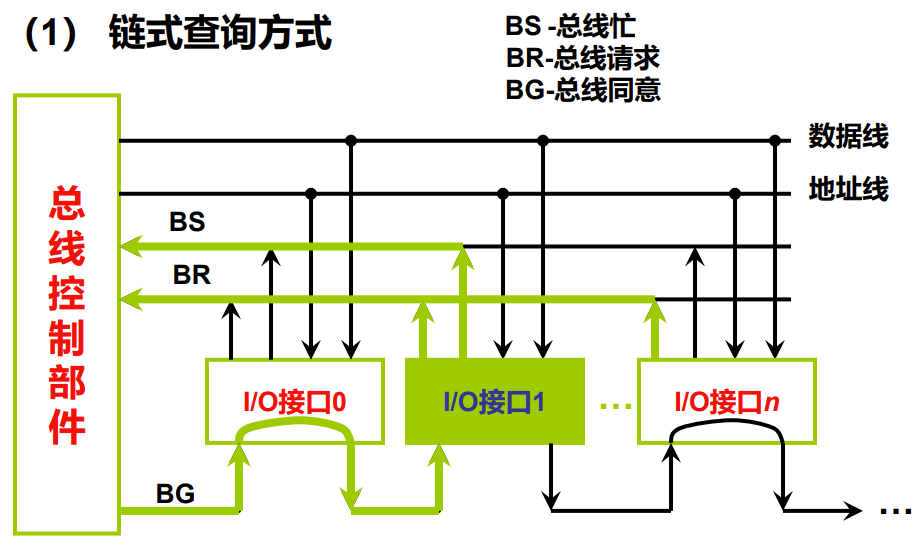 （1） 链式查询方式
BS -总线忙
BR-总线请求
BG-总线同意
数据线
地址线
总线控制部件
BS
BR
I/O接口0
I/O接口1
…
I/O接口n
BG
…